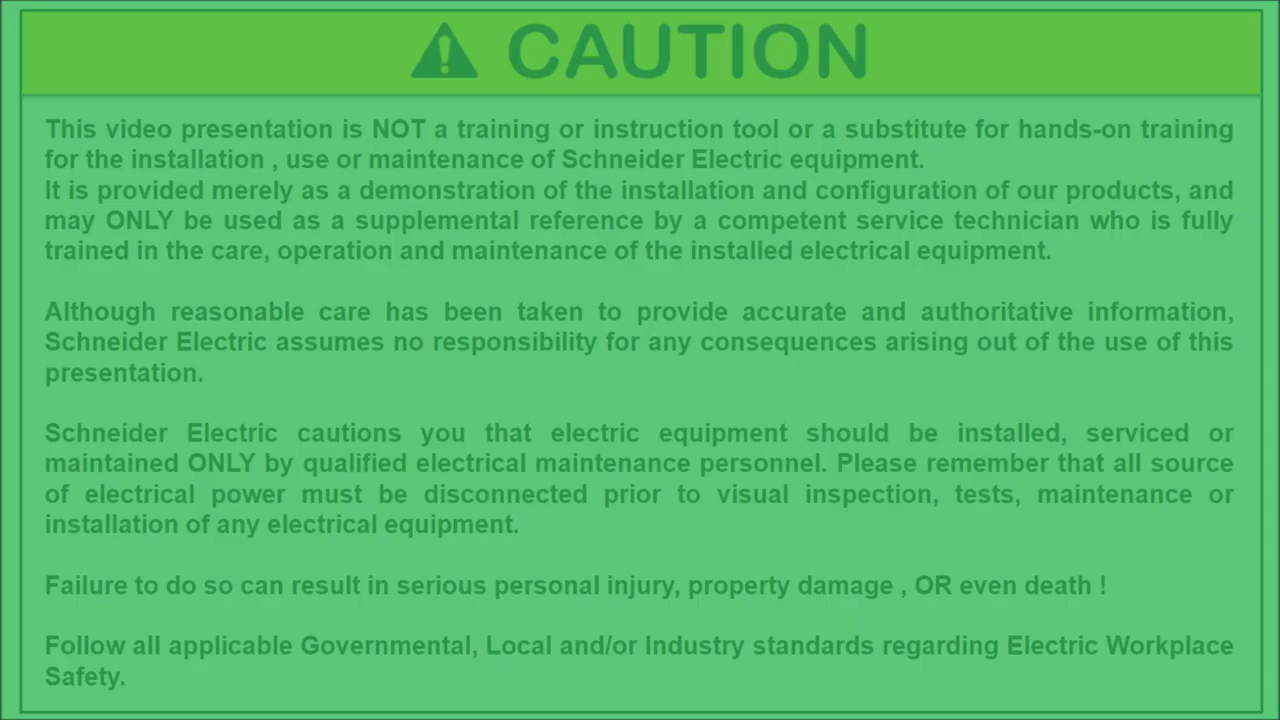 CAUTION
This video presentation is NOT a training or instruction tool or a substitute for hands-on training
for the installation , use or maintenance of Schneider Electric equipment.
It is provided merely as a demonstration of the installation and configuration of our products, and
may ONLY be used as a supplemental reference by a competent service technician who is fully
trained in the care, operation and maintenance of the installed electrical equipment.
Although reasonable care has been taken to provide accurate and authoritative information,
Schneider Electric assumes no responsibility for any consequences arising out of the use of this
presentation.
Schneider Electric cautions you that electric equipment should be installed, serviced or
maintained ONLY by qualified electrical maintenance personnel. Please remember that all source
of electrical power must be disconnected prior to visual inspection, tests, maintenance or
installation of any electrical equipment.
Failure to do so can result in serious personal injury, property damage , OR even death !
Follow all applicable Governmental, Local and/or Industry standards regarding Electric Workplace
Safety.